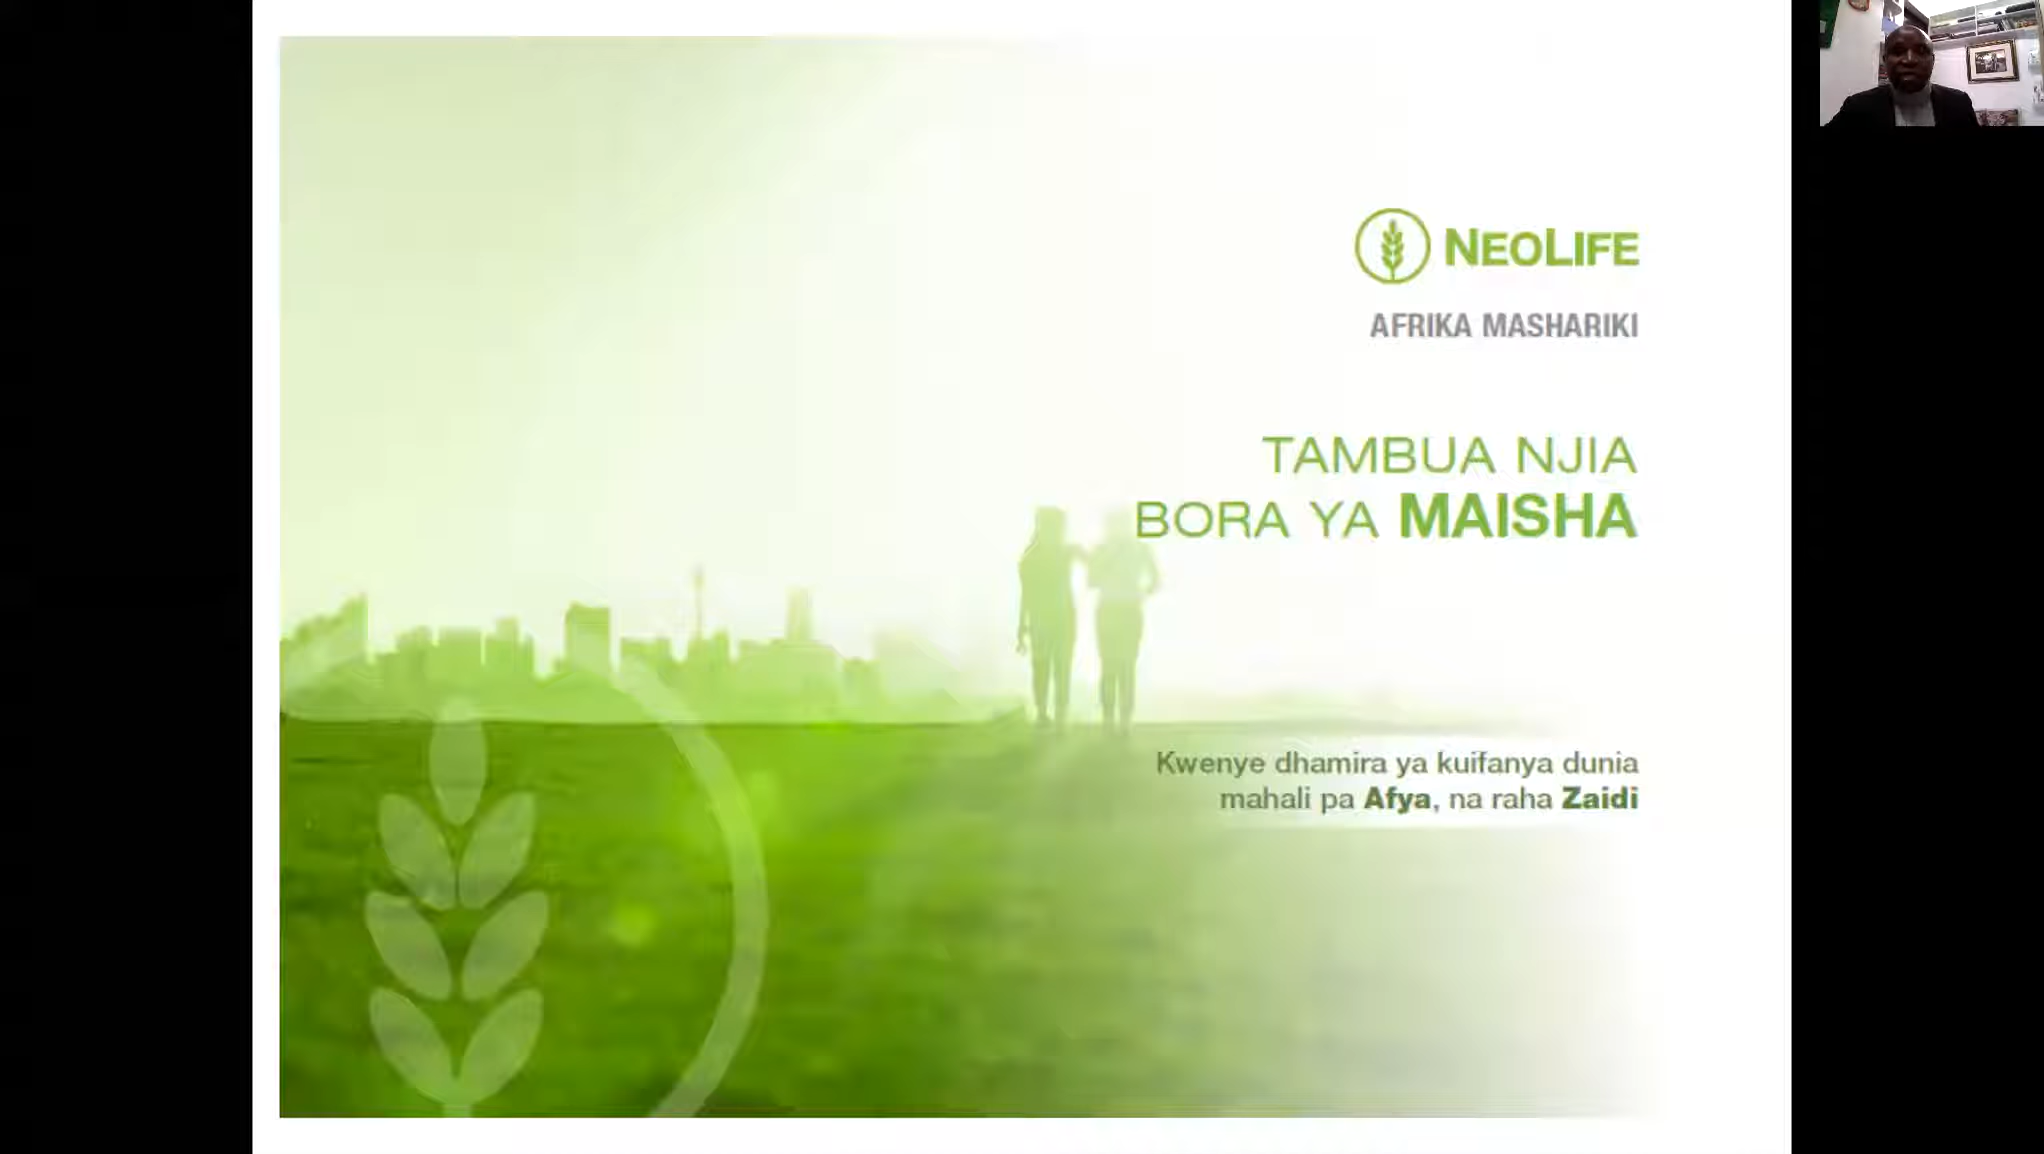 NEOLIFE
AFRIKA MASHARIKI
TAMBUA NJIA
BORA YA MAISHA
Kwenye dhamira ya kuifanya dunia
mahali pa Afya, na raha Zaidi